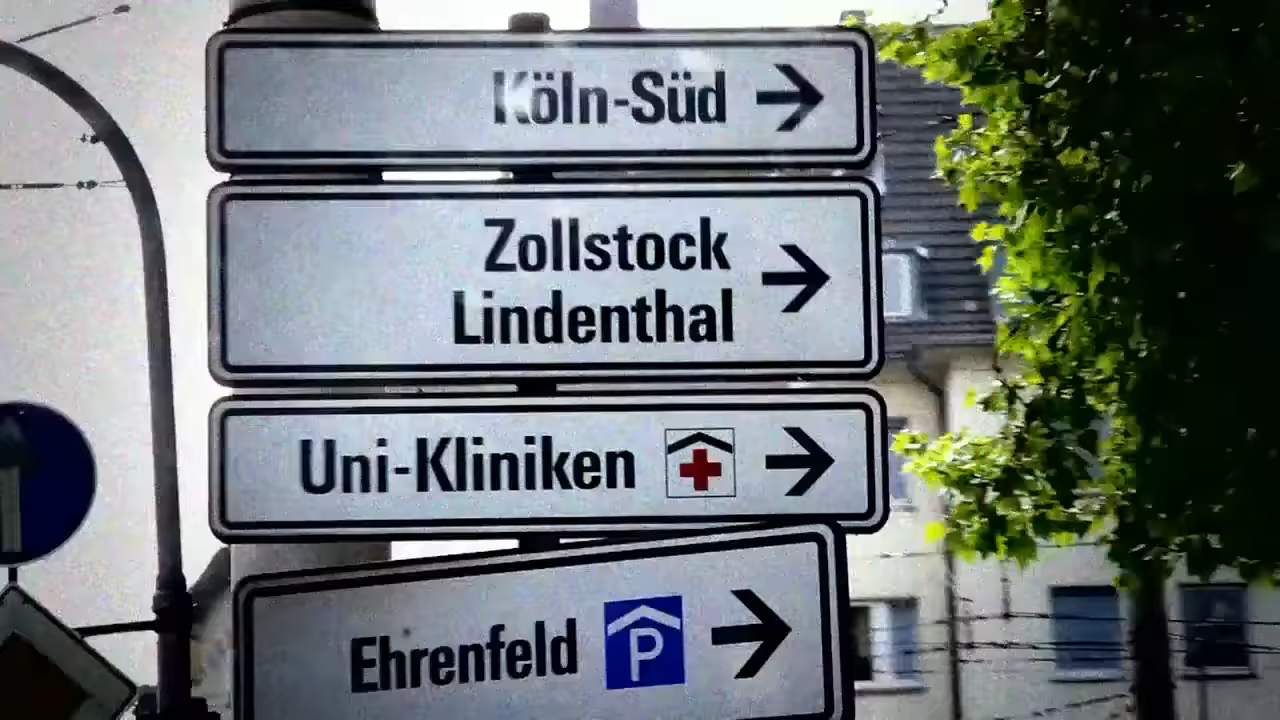 Köln-Süd
Zollstock
Lindenthal
Uni-Kliniken
Ehrenfeld P